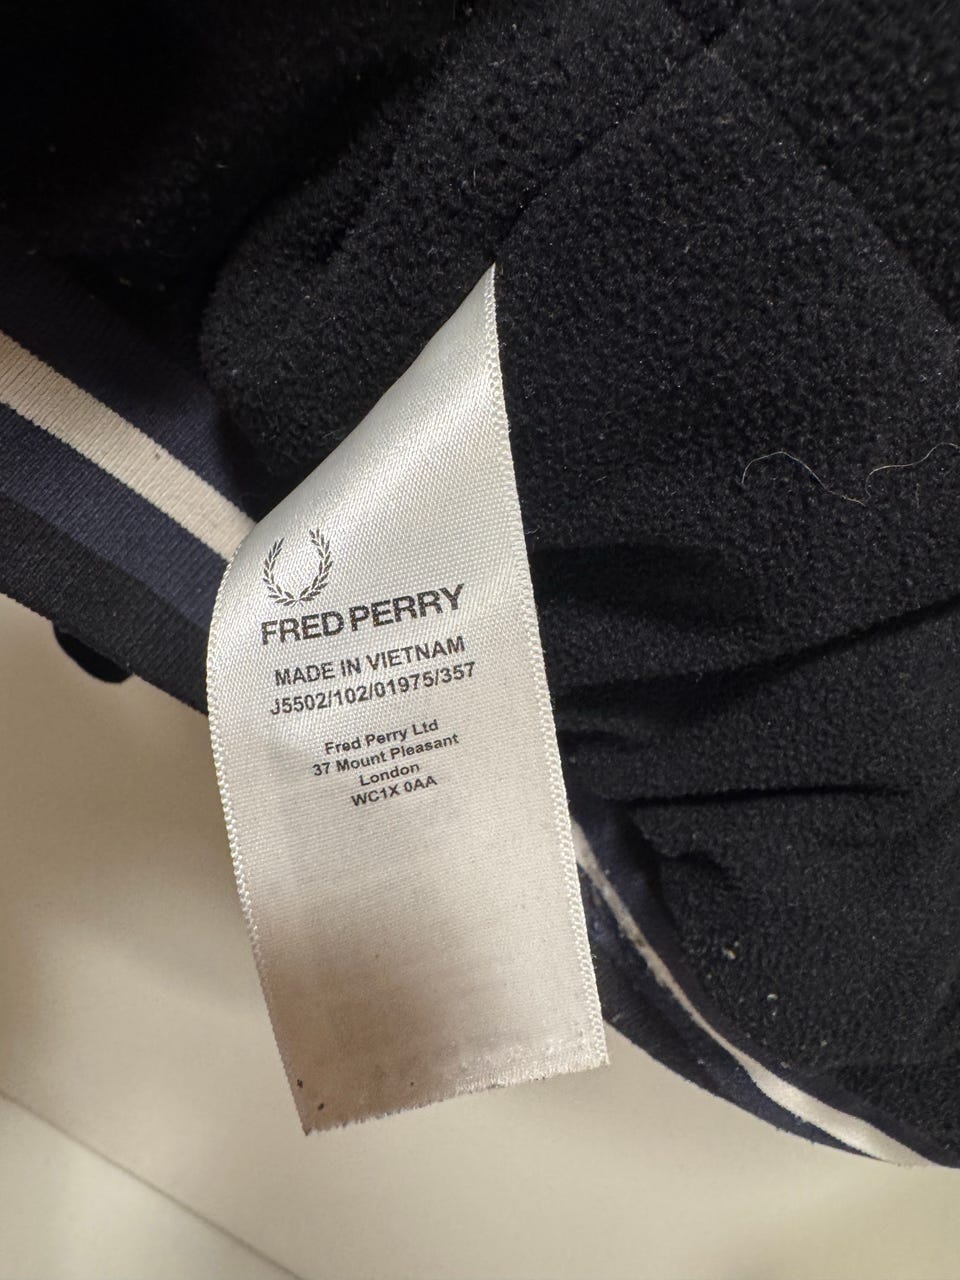 FRED PERRY
MADE IN VIETNAM
J5502/102/01975/357
Fred Perry Ltd
37 Mount Pleasant
London
WC1X 0AA